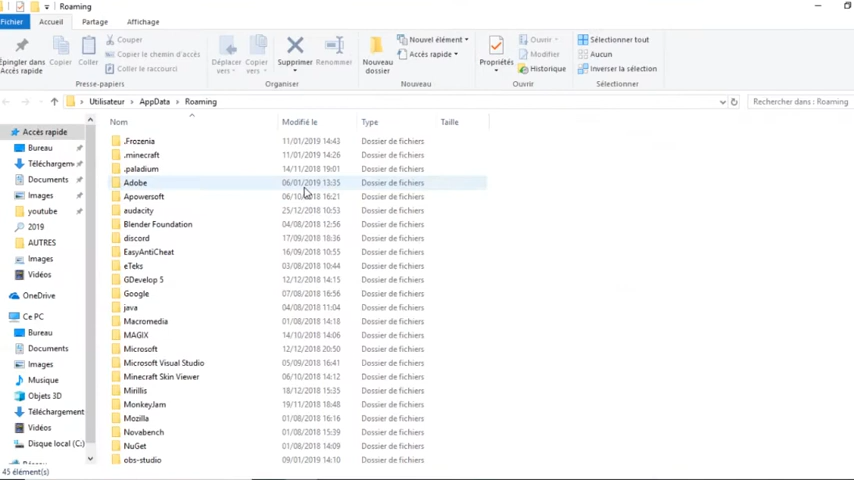 Roaming
Fichier Accueil Partage Affichage
Épingler dans Accès rapide
Copier
Coller
Couper
Copier le chemin d'accès
Coller le raccourci
Presse-papiers
Déplacer vers
Copier vers
Supprimer
Renommer
Organiser
Nouveau dossier
Nouvel élément
Accès rapide
Nouveau
Propriétés
Ouvrir
Modifier
Historique
Ouvrir
Sélectionner tout
Aucun
Inverser la sélection
Sélectionner
Utilisateur > AppData > Roaming
Rechercher dans : Roaming
Accès rapide
Bureau
Téléchargem
Documents
Images
youtube
2019
AUTRES
Images
Vidéos
OneDrive
Ce PC
Bureau
Documents
Images
Musique
Objets 3D
Téléchargement
Vidéos
Disque local (C:)
Nom Modifié le Type Taille
.Frozenia 11/01/2019 14:43 Dossier de fichiers
.minecraft 11/01/2019 14:26 Dossier de fichiers
.paladium 14/11/2018 19:01 Dossier de fichiers
Adobe 06/01/2019 13:35 Dossier de fichiers
Apowersoft 16:21 Dossier de fichiers
audacity 25/12/2018 10:53 Dossier de fichiers
Blender Foundation 04/08/2018 12:56 Dossier de fichiers
discord 17/09/2018 18:36 Dossier de fichiers
EasyAntiCheat 16/09/2018 10:55 Dossier de fichiers
eTeks 03/08/2018 10:44 Dossier de fichiers
GDevelop 5 12/12/2018 14:15 Dossier de fichiers
Google 07/08/2018 16:56 Dossier de fichiers
java 04/08/2018 11:04 Dossier de fichiers
Macromedia 01/08/2018 14:18 Dossier de fichiers
MAGIX 14/10/2018 14:06 Dossier de fichiers
Microsoft 12/12/2018 20:50 Dossier de fichiers
Microsoft Visual Studio 05/09/2018 16:41 Dossier de fichiers
Minecraft Skin Viewer 06/10/2018 14:12 Dossier de fichiers
Mirillis 18/12/2018 15:35 Dossier de fichiers
MonkeyJam 19/11/2018 18:48 Dossier de fichiers
Mozilla 01/08/2018 16:16 Dossier de fichiers
Novabench 01/08/2018 15:39 Dossier de fichiers
NuGet 01/08/2018 14:09 Dossier de fichiers
obs-studio 09/01/2019 14:10 Dossier de fichiers
45 élément(s)